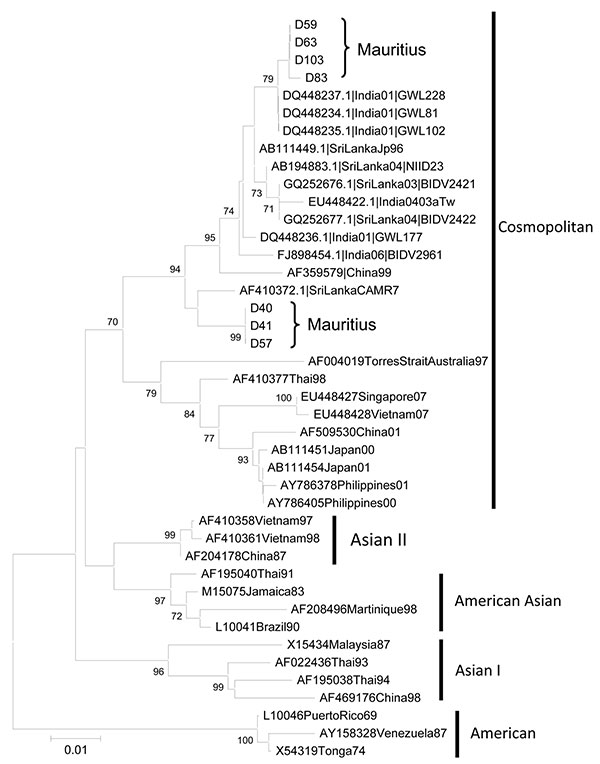 D59
D63
D103
D83
Mauritius
79
DQ448237.1|India01|GWL228
DQ448234.1|India01|GWL81
DQ448235.1|India01|GWL102
AB111449.1|SriLankaJp96
AB194883.1|SriLanka04|NIID23
73
GQ252676.1|SriLanka03|BIDV2421
EU448422.1|India0403aTw
71
GQ252677.1|SriLanka04|BIDV2422
74
DQ448236.1|India01|GWL177
Cosmopolitan
95
FJ898454.1|India06|BIDV2961
AF359579|China99
94
AF410372.1|SriLankaCAMR7
D40
D41
D57
99
Mauritius
70
AF004019TorresStraitAustralia97
79
AF410377Thai98
84
100
EU448427Singapore07
EU448428Vietnam07
77
AF509530China01
93
AB111451Japan00
AB111454Japan01
AY786378Philippines01
AY786405Philippines00
AF410358Vietnam97
99
AF410361Vietnam98
AF204178China87
Asian II
AF195040Thai91
97
M15075Jamaica83
72
AF208496Martinique98
L10041Brazil90
American Asian
X15434Malaysia87
96
AF022436Thai93
99
AF195038Thai94
AF469176China98
Asian I
L10046PuertoRico69
100
AY158328Venezuela87
X54319Tonga74
American
0.01